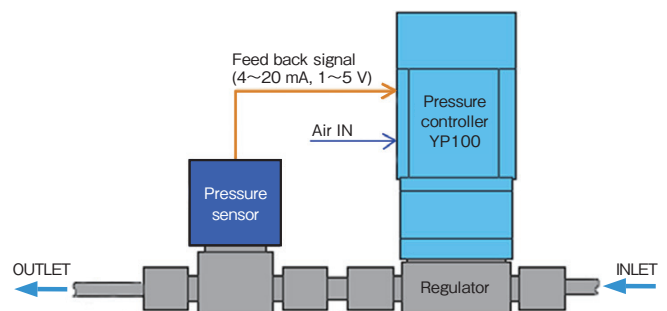 Feed back signal
(4～20 mA, 1～5 V)
Pressure
controller
YP100
Air IN
Pressure
sensor
OUTLET
Regulator
INLET